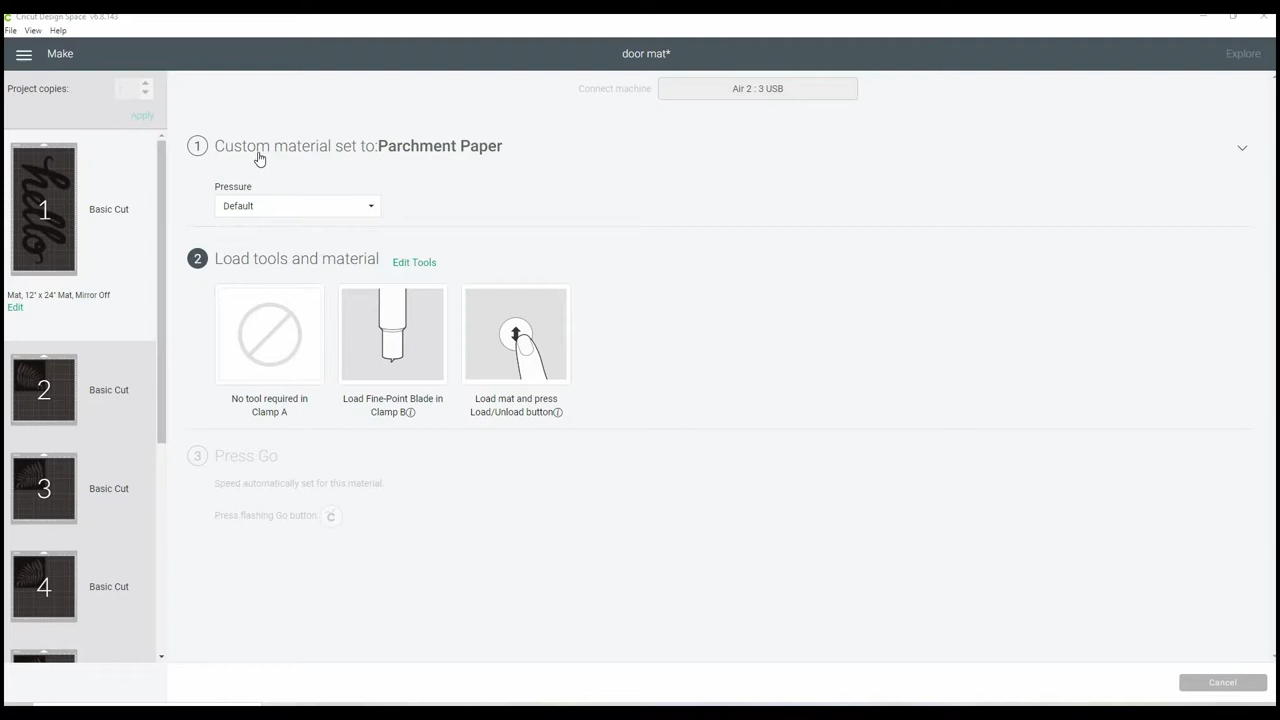 Cricut Design Space v6.8.143
File View Help
Make
door mat*
Explore
Project copies:
Apply
Connect machine
Air 2 : 3 USB
1
Basic Cut
Mat, 12" x 24" Mat, Mirror Off
Edit
2
Basic Cut
3
Basic Cut
4
Basic Cut
hello
1 Custom material set to:Parchment Paper
Pressure
Default
2 Load tools and material Edit Tools
No tool required in
Clamp A
Load Fine-Point Blade in
Clamp B
Load mat and press
Load/Unload button
3 Press Go
Speed automatically set for this material.
Press flashing Go button.
Cancel